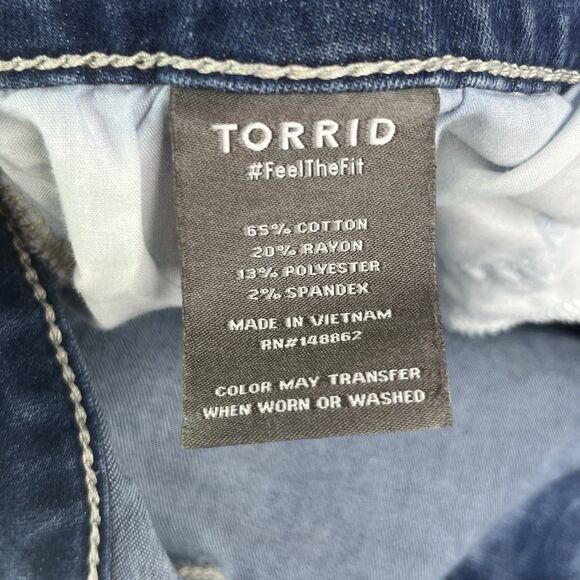 TORRID
#FeelTheFit
65% COTTON
20% RAYON
13% POLYESTER
2% SPANDEX
MADE IN VIETNAM
RN#148862
COLOR MAY TRANSFER
WHEN WORN OR WASHED